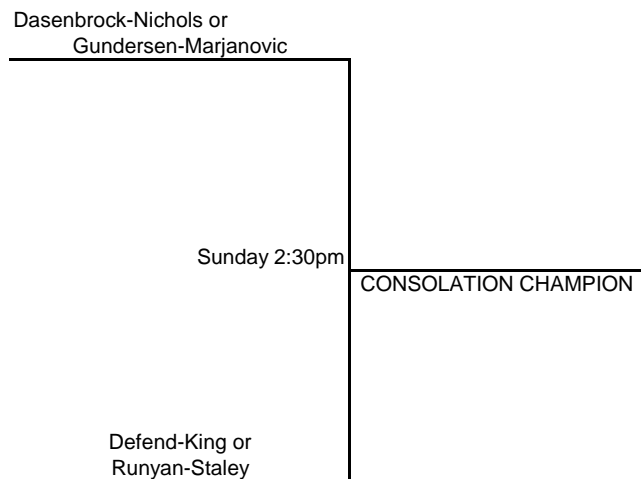 Dasenbrock-Nichols or
Gundersen-Marjanovic
Sunday 2:30pm
CONSOLATION CHAMPION
Defend-King or
Runyan-Staley